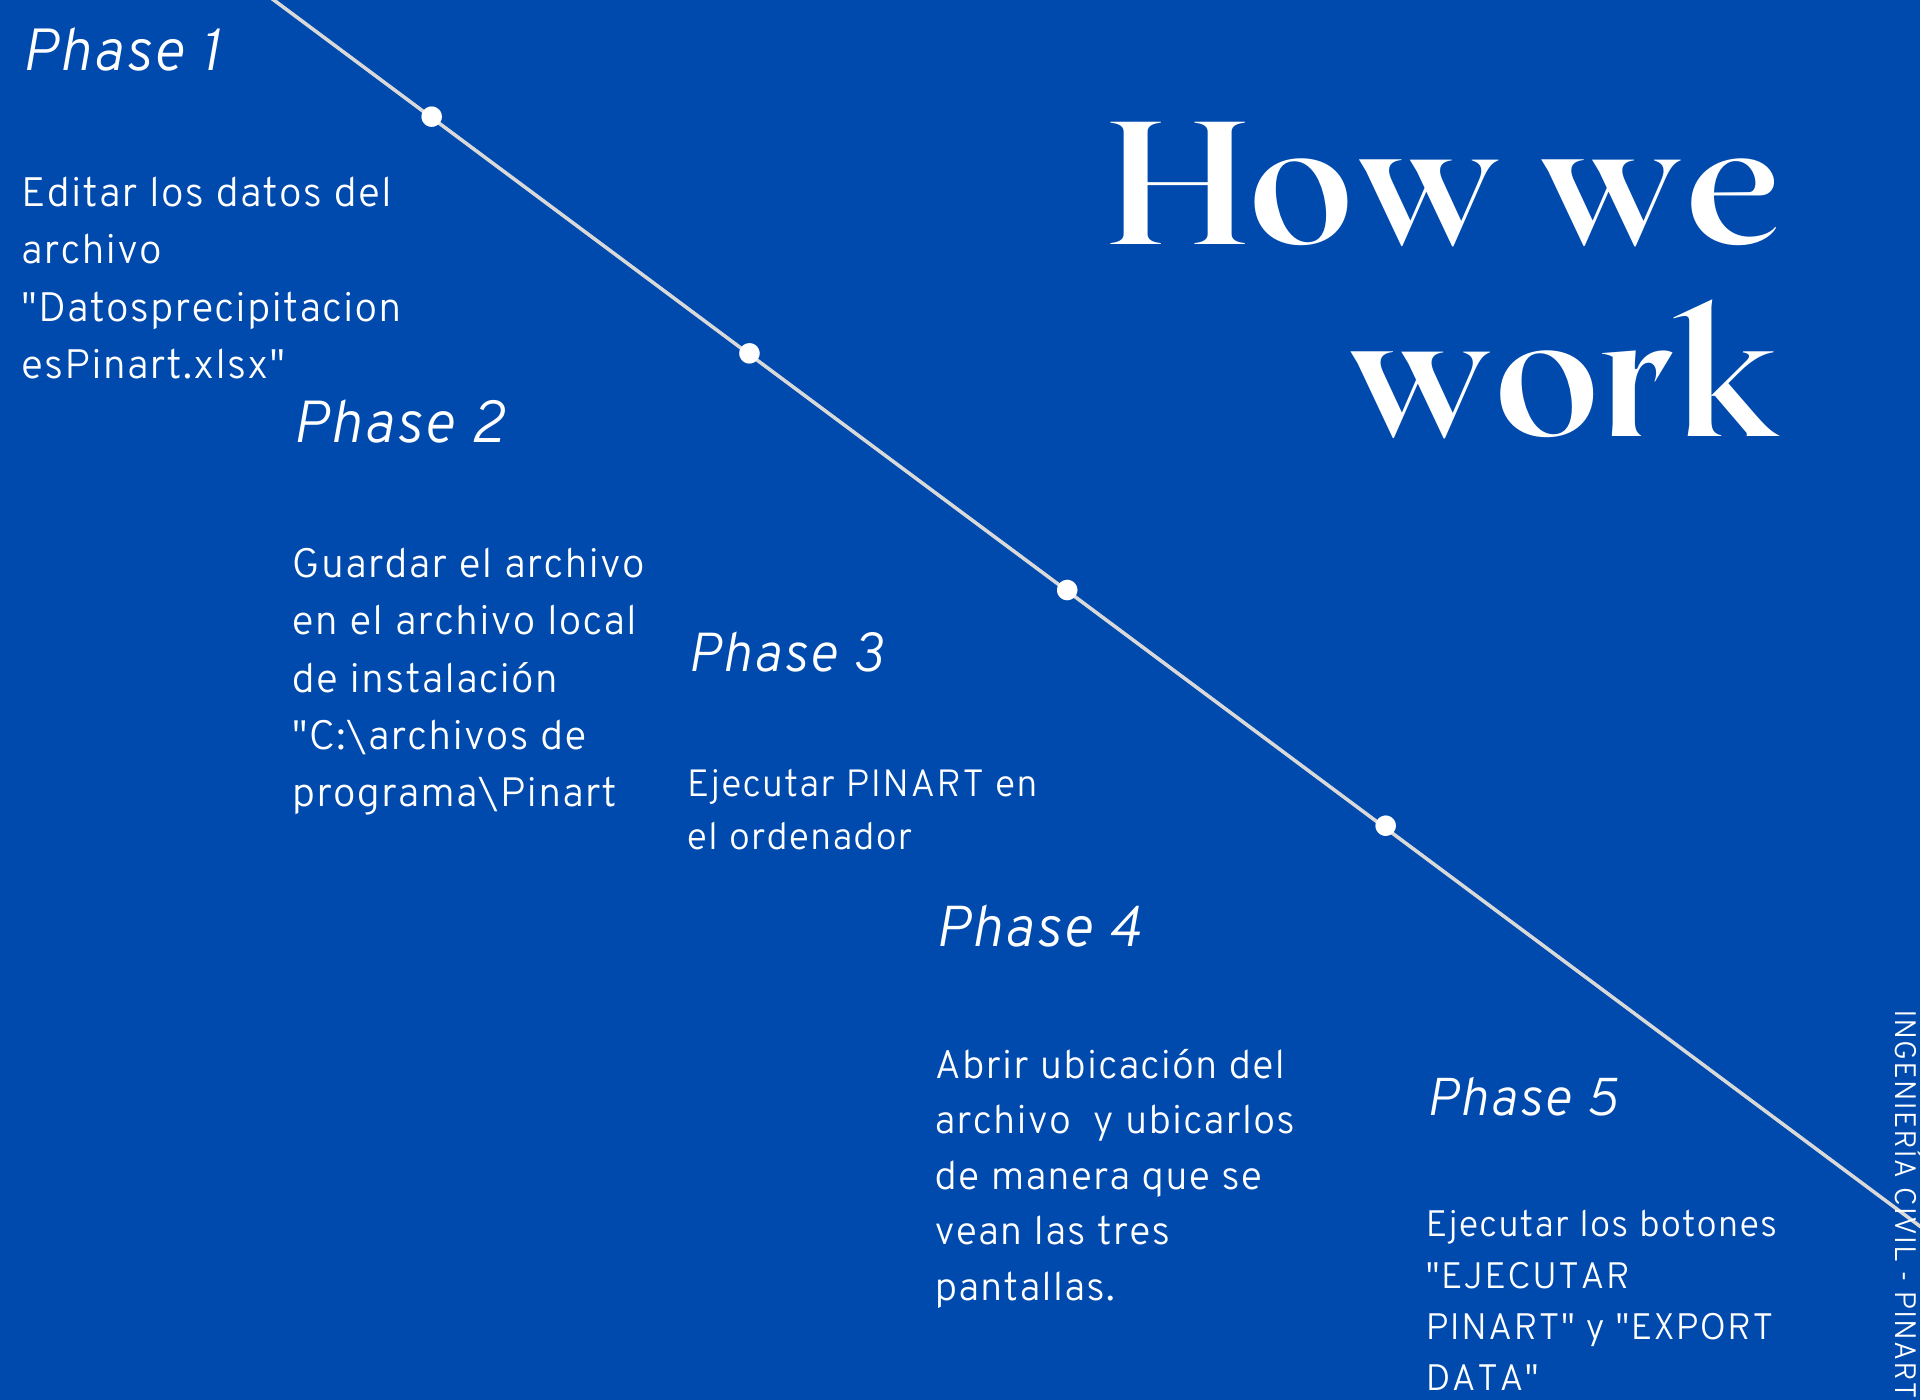 Phase 1
Editar los datos del
archivo
"Datosprecipitacion
esPinart.xlsx"
How we
work
Phase 2
Guardar el archivo
en el archivo local
de instalación
"C:\archivos de
programa\Pinart
Phase 3
Ejecutar PINART en
el ordenador
Phase 4
Abrir ubicación del
archivo  y ubicarlos
de manera que se
vean las tres
pantallas.
Phase 5
Ejecutar los botones
"EJECUTAR
PINART" y "EXPORT
DATA"
INGENIERÍA CIVIL - PINART